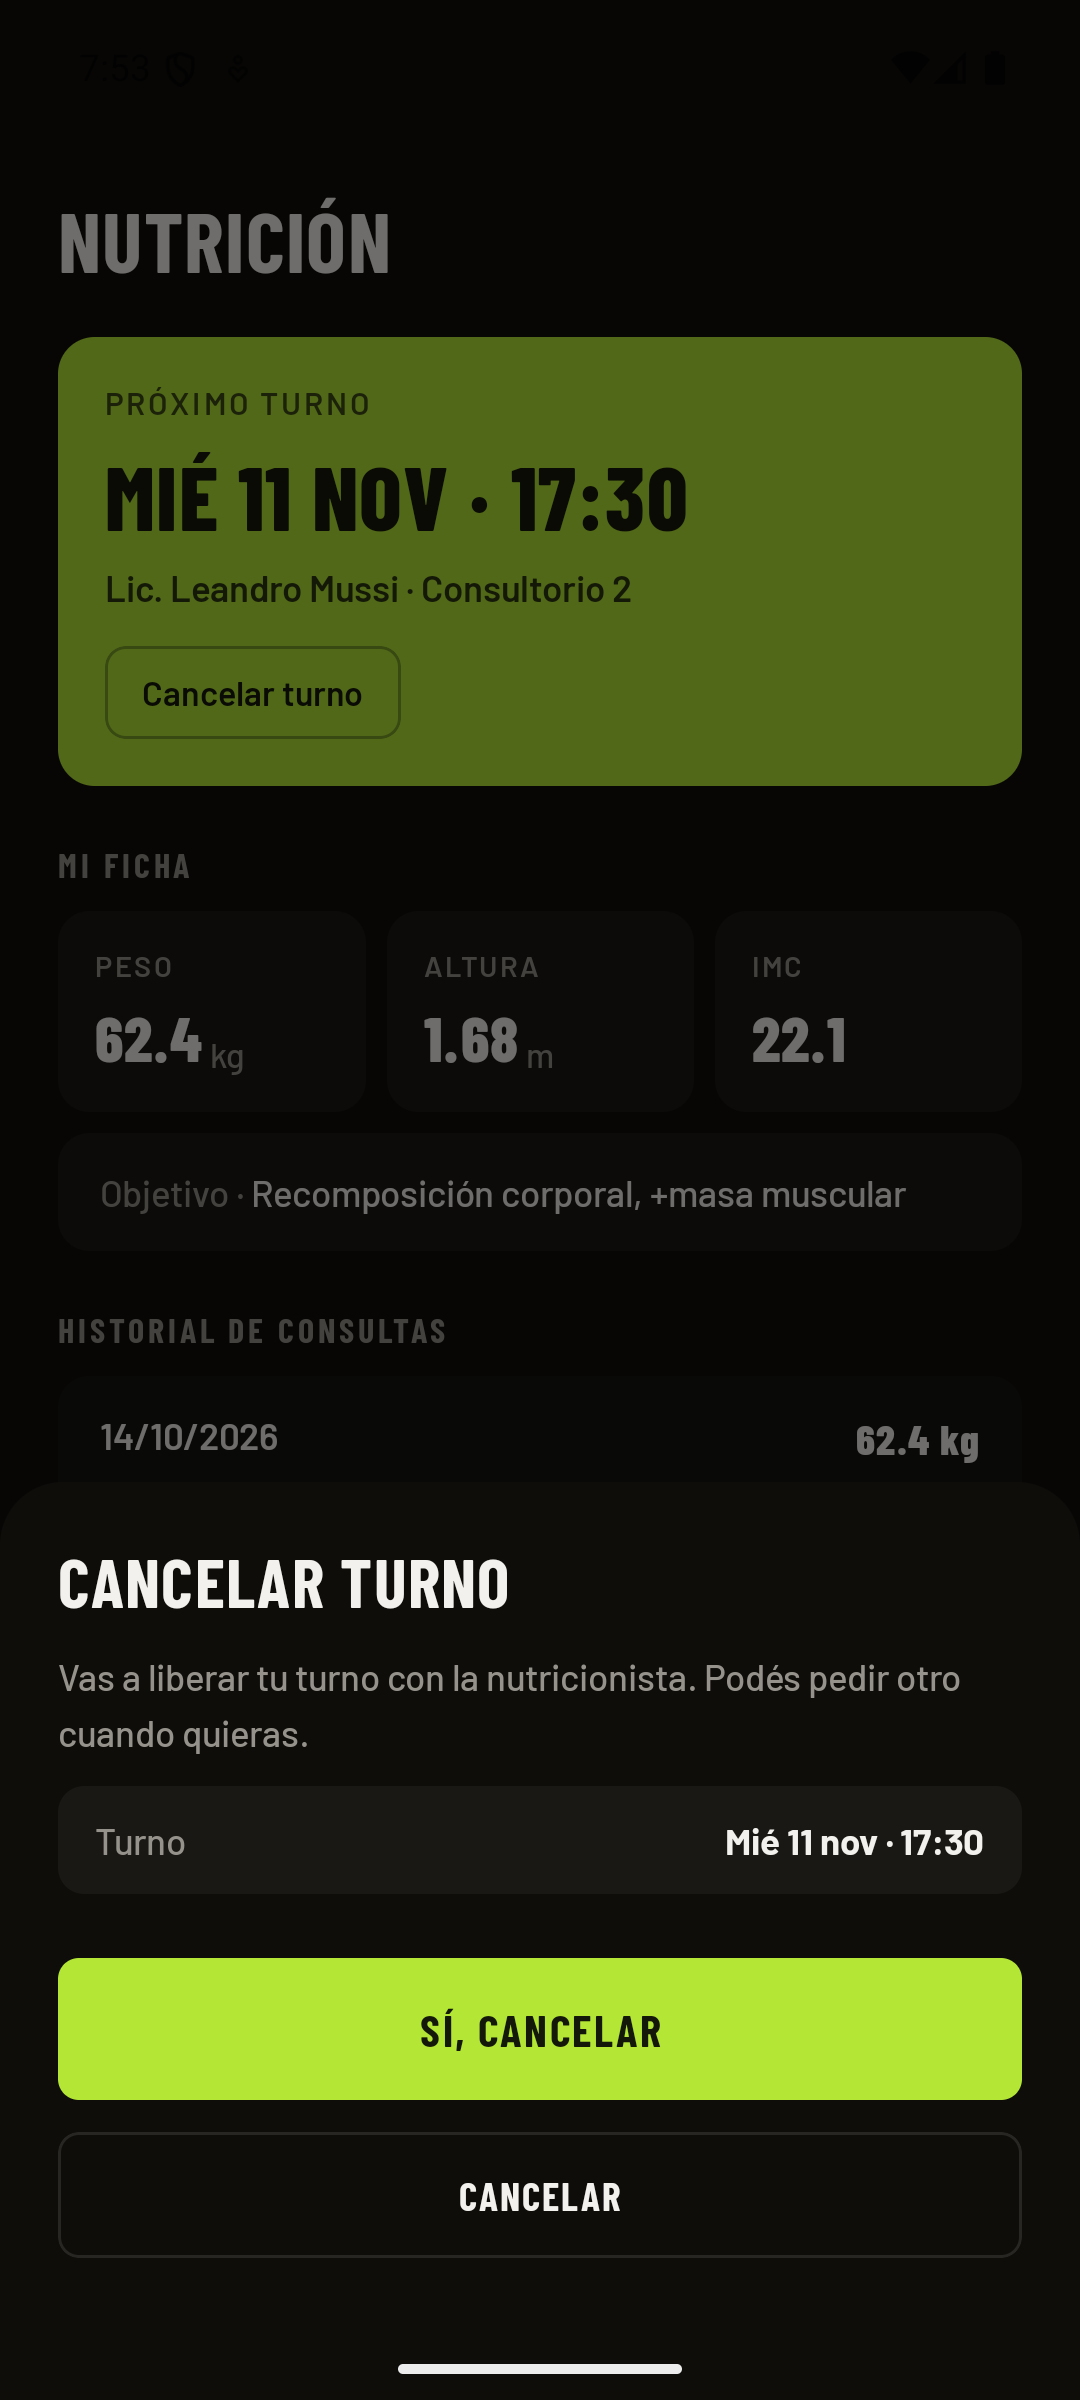 7:53
NUTRICIÓN
PRÓXIMO TURNO
MIÉ 11 NOV · 17:30
Lic. Leandro Mussi · Consultorio 2
Cancelar turno
MI FICHA
PESO
62.4 kg
ALTURA
1.68 m
IMC
22.1
Objetivo · Recomposición corporal, +masa muscular
HISTORIAL DE CONSULTAS
14/10/2026
62.4 kg
CANCELAR TURNO
Vas a liberar tu turno con la nutricionista. Podés pedir otro
cuando quieras.
Turno
Mié 11 nov · 17:30
SÍ, CANCELAR
CANCELAR